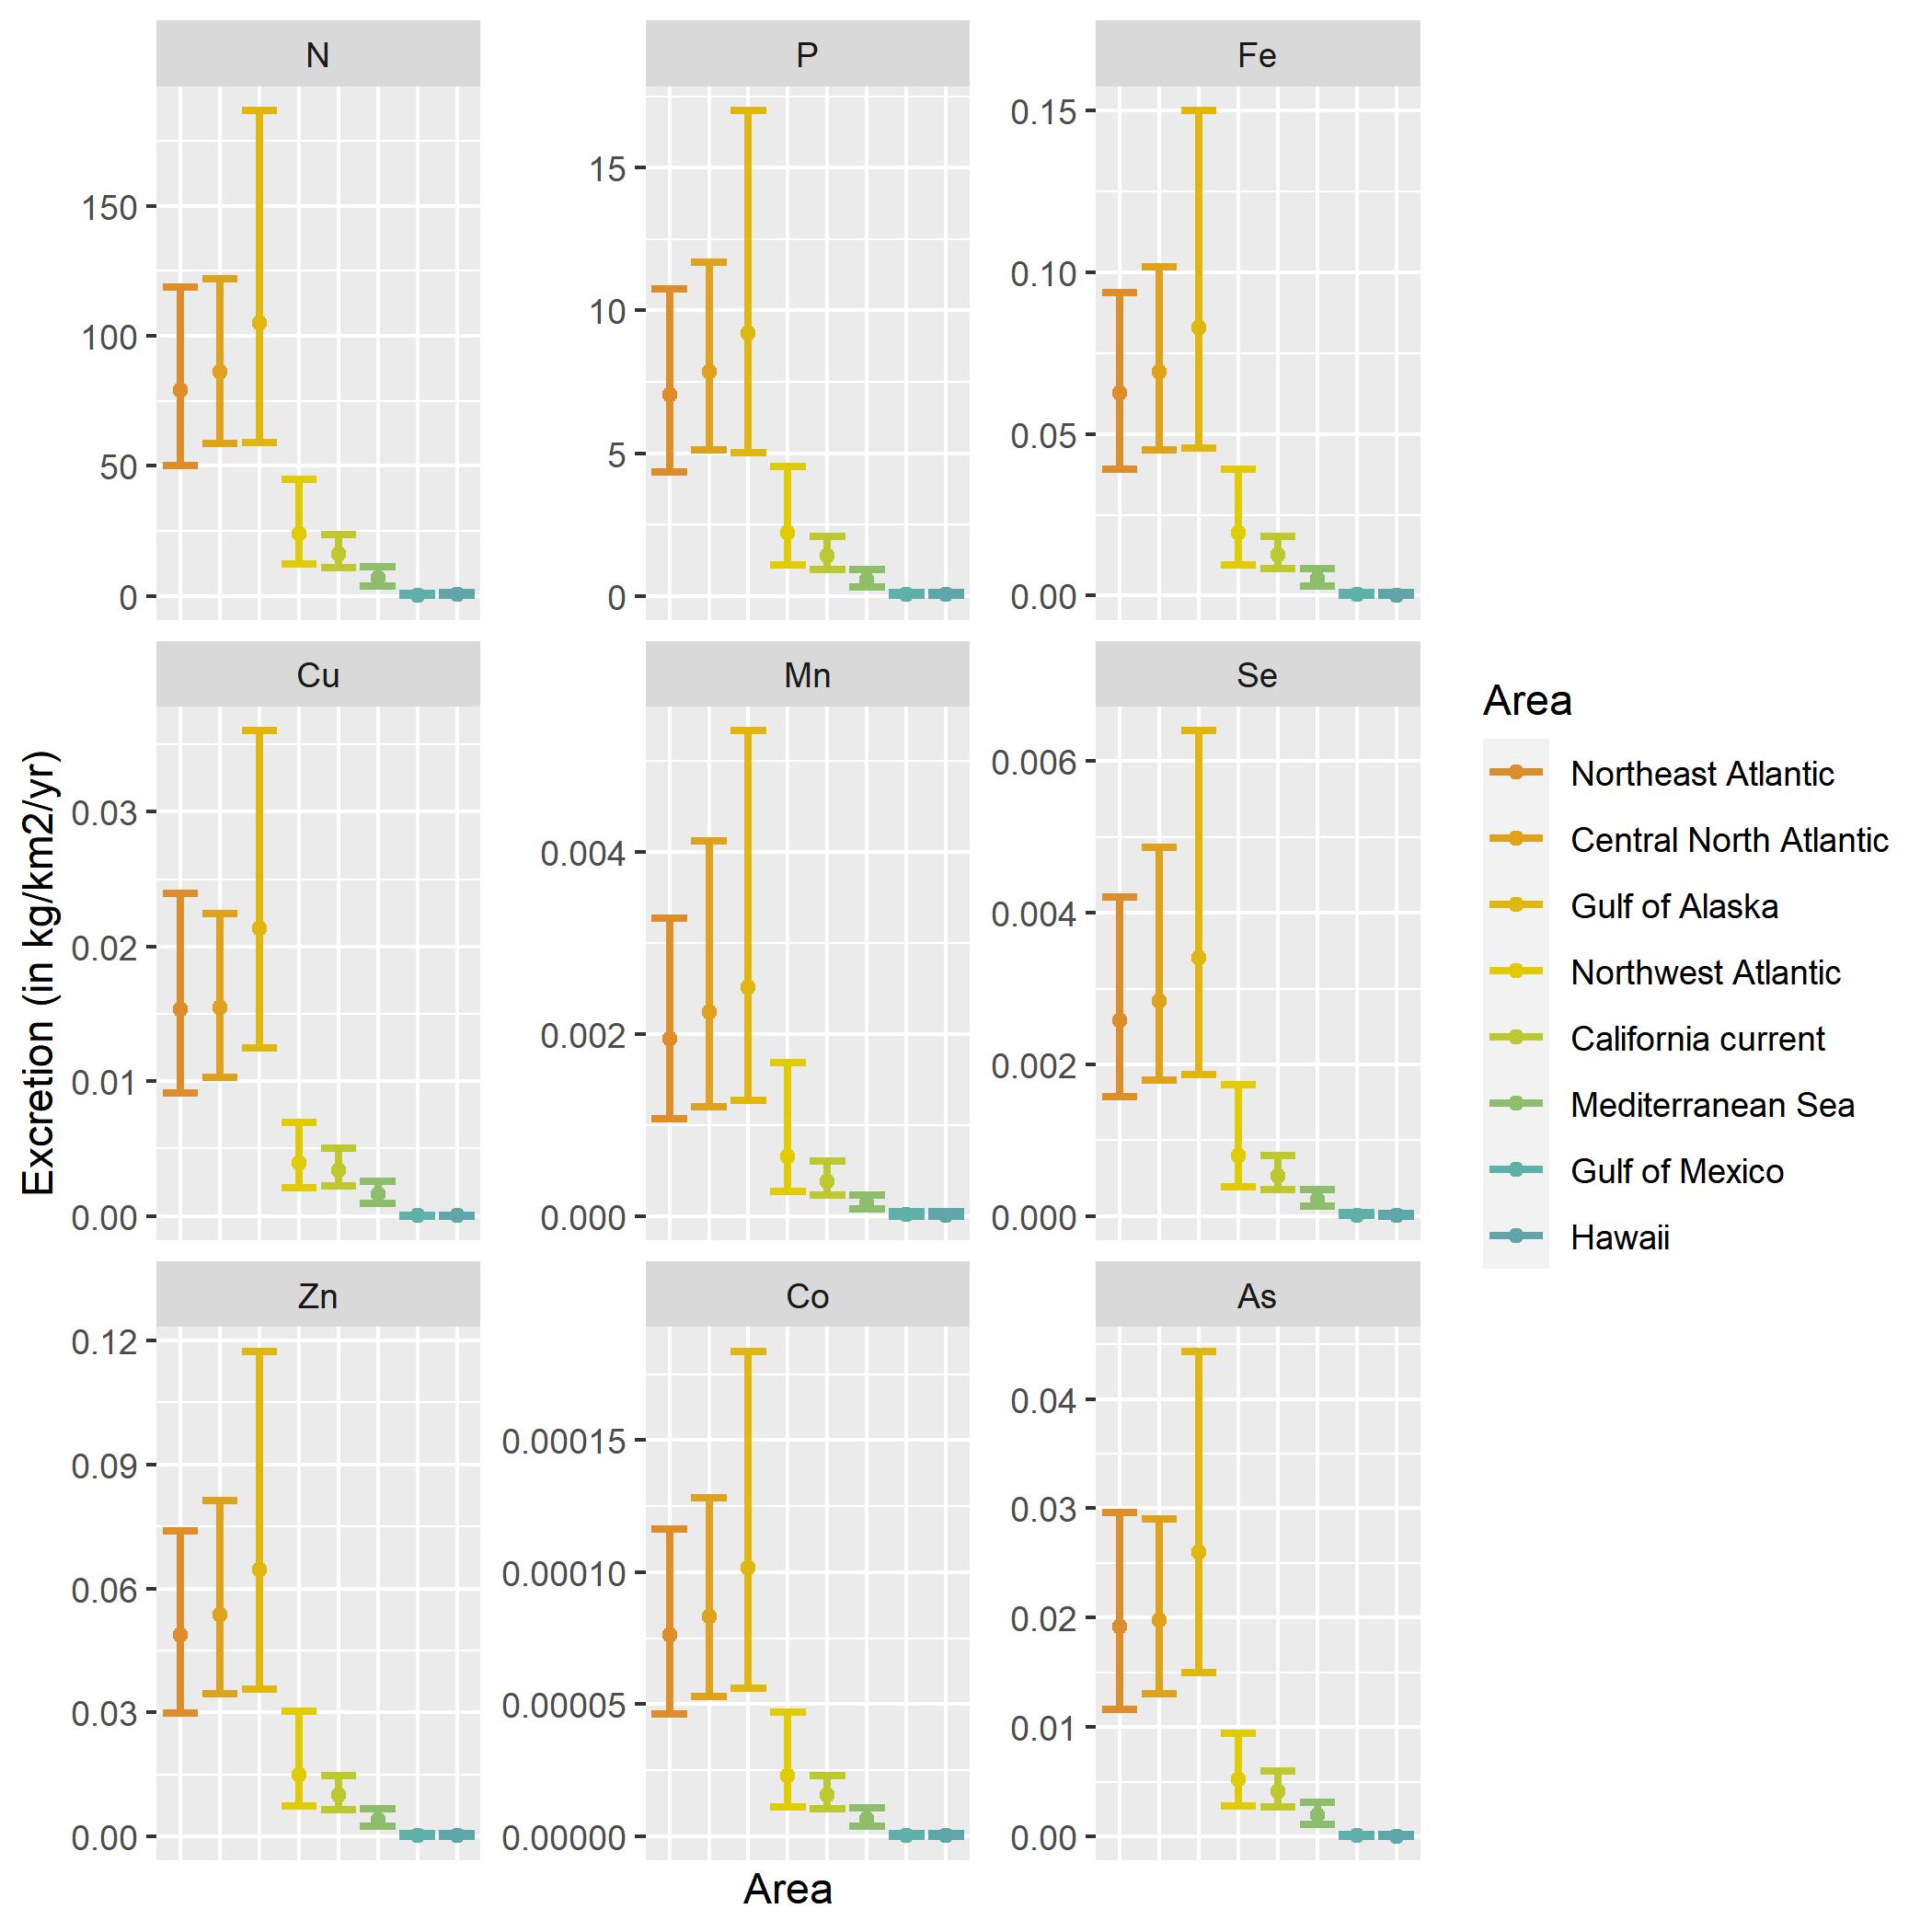 N P Fe
150
100
50
0
15
10
5
0
0.15
0.10
0.05
0.00
Cu Mn Se
0.03
0.02
0.01
0.00
0.004
0.002
0.000
0.006
0.004
0.002
0.000
Zn Co As
0.12
0.09
0.06
0.03
0.00
0.00015
0.00010
0.00005
0.00000
0.04
0.03
0.02
0.01
0.00
Excretion (in kg/km2/yr)
Area
Area
Northeast Atlantic
Central North Atlantic
Gulf of Alaska
Northwest Atlantic
California current
Mediterranean Sea
Gulf of Mexico
Hawaii